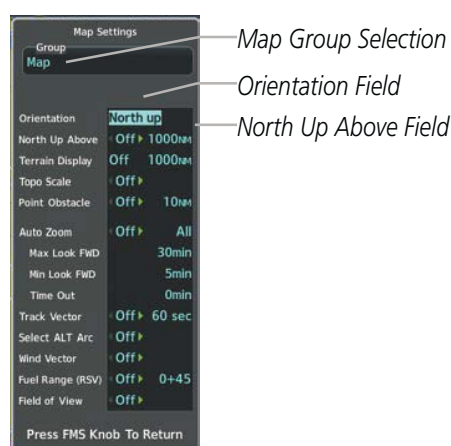 Map Settings
Group
Map
Map Group Selection
Orientation Field
North Up Above Field
Orientation North up
North Up Above Off 1000NM
Terrain Display Off 1000NM
Topo Scale Off
Point Obstacle Off 10NM
Auto Zoom Off All
Max Look FWD 30min
Min Look FWD 5min
Time Out 0min
Track Vector Off 60 sec
Select ALT Arc Off
Wind Vector Off
Fuel Range (RSV) Off 0+45
Field of View Off
Press FMS Knob To Return